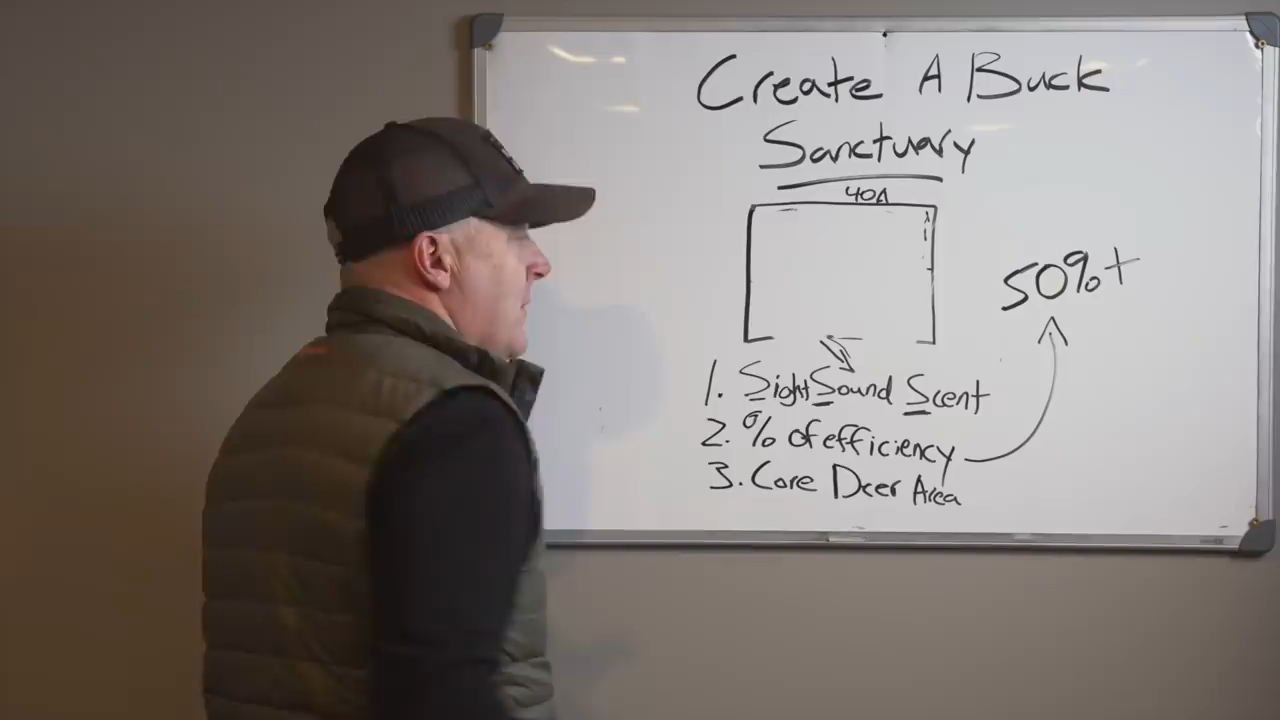 Create A Buck
Sanctuary
40A
50%+
1. Sight Sound Scent
2. % of efficiency
3. Core Deer Area